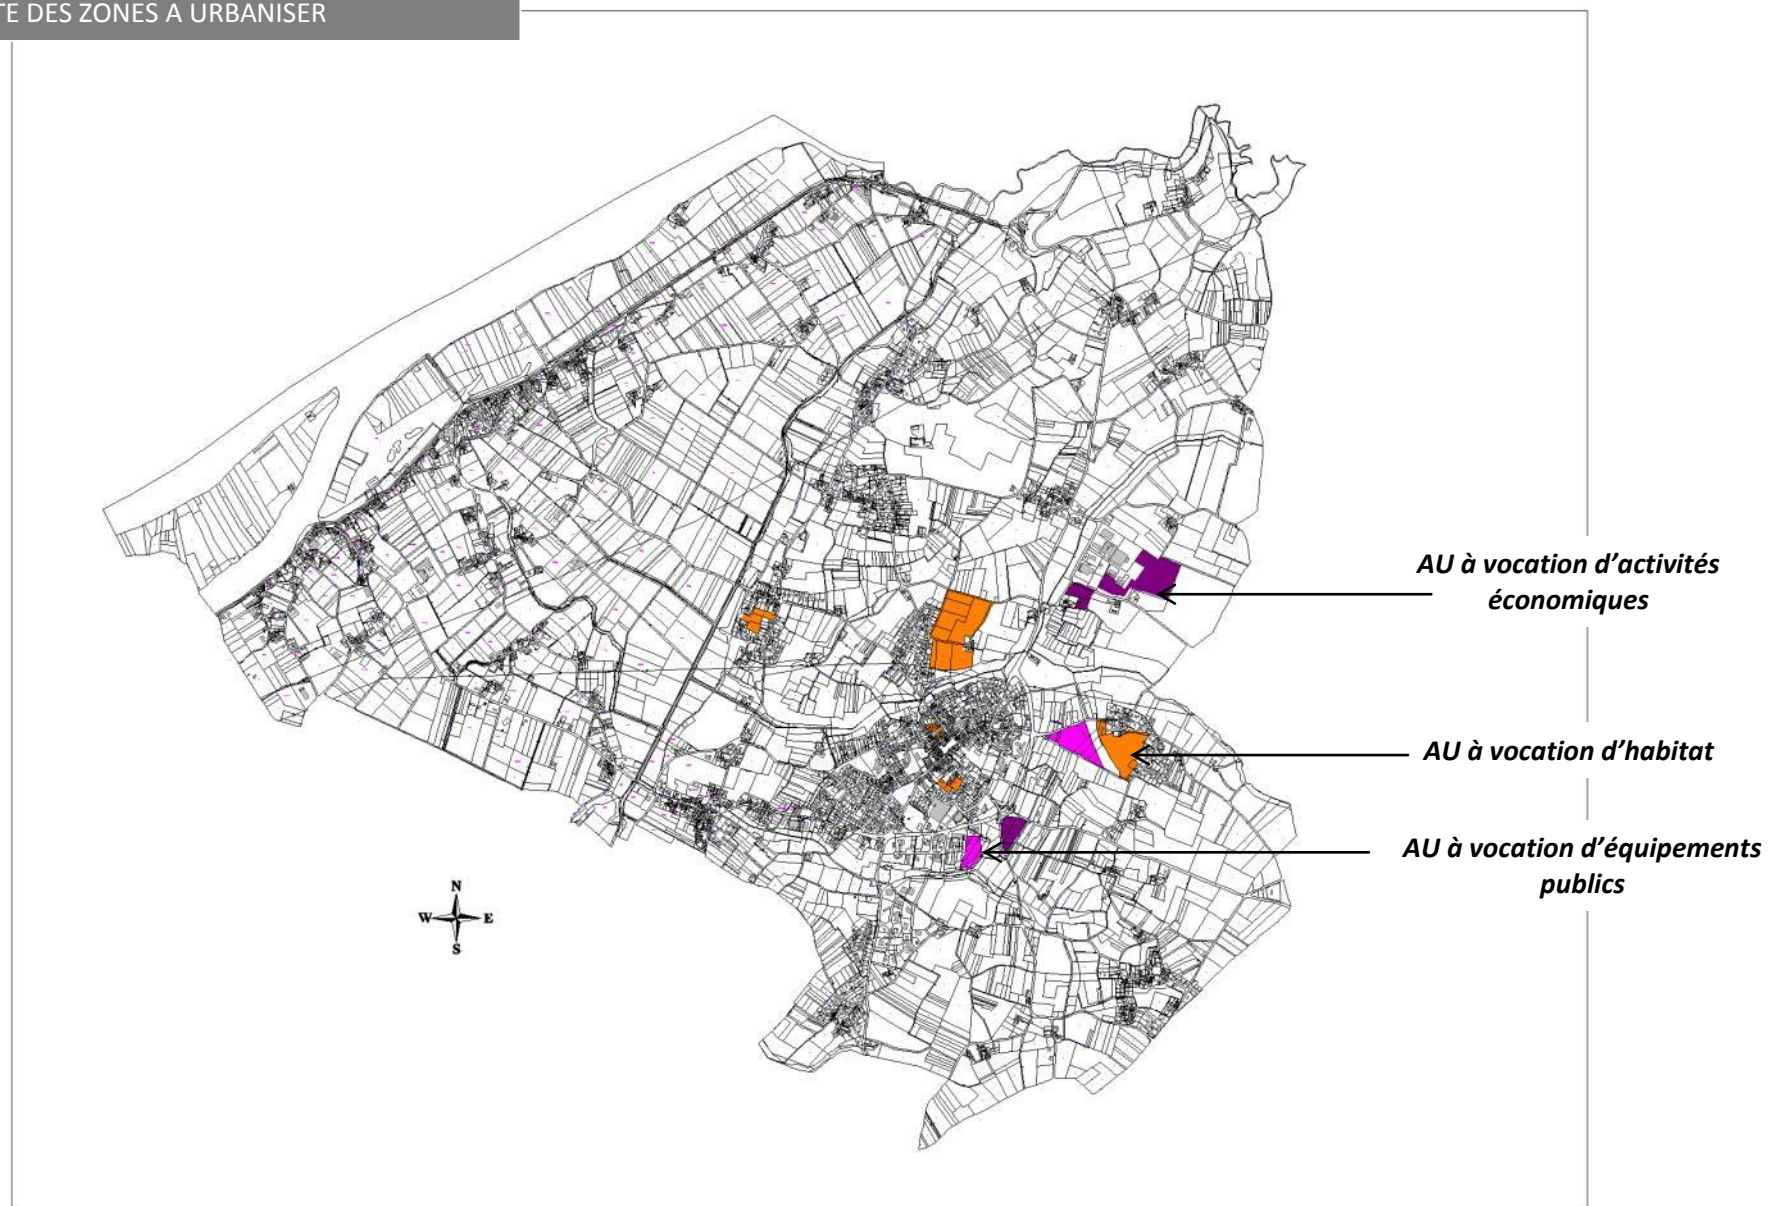 TE DES ZONES A URBANISER
AU à vocation d’activités
économiques
AU à vocation d’habitat
AU à vocation d’équipements
publics
N
W E
S